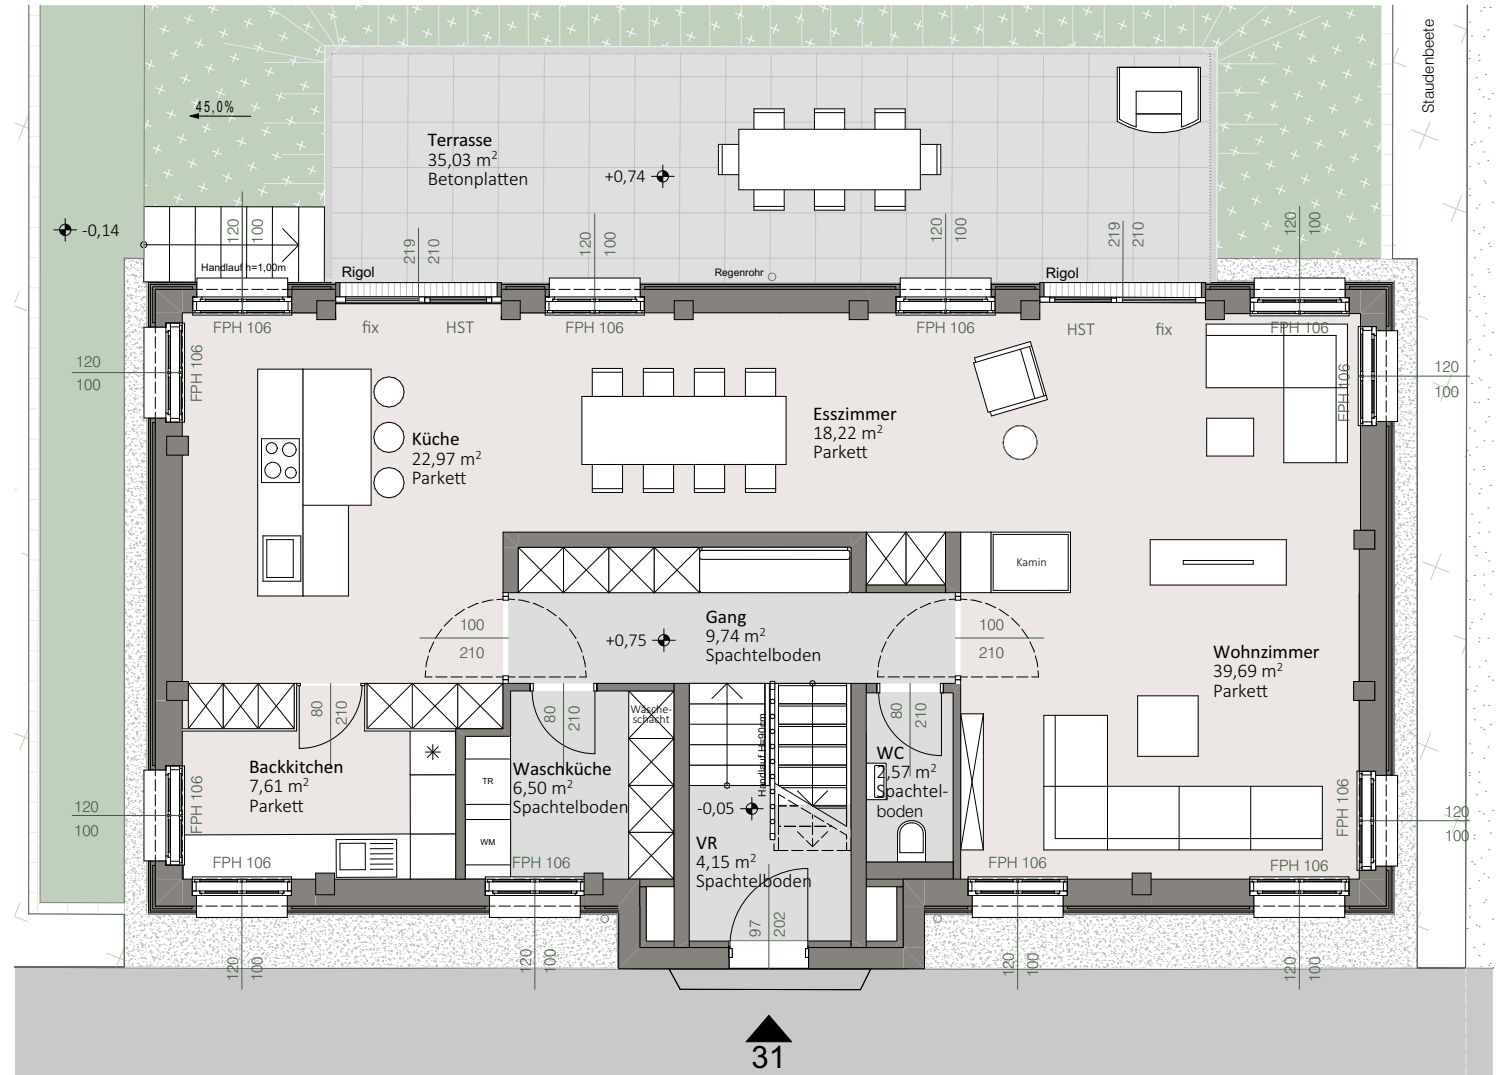 Staudenbeete
45,0%
Terrasse
35,03 m²
Betonplatten
+0,74
-0,14
120
100
219
210
120
100
120
100
219
210
120
100
Handlauf h=1,00m
Rigol
Regenrohr
Rigol
FPH 106
fix
HST
FPH 106
FPH 106
HST
fix
FPH 106
120
100
FPH 106
FPH 106
120
100
Küche
22,97 m²
Parkett
Esszimmer
18,22 m²
Parkett
Kamin
100
210
+0,75
Gang
9,74 m²
Spachtelboden
100
210
Wohnzimmer
39,69 m²
Parkett
80
210
80
210
Wäsche-
schacht
Handlauf H=90cm
80
210
Backkitchen
7,61 m²
Parkett
TR
WM
Waschküche
6,50 m²
Spachtelboden
-0,05
VR
4,15 m²
Spachtelboden
WC
2,57 m²
Spachtel-
boden
120
100
FPH 106
FPH 106
120
100
FPH 106
FPH 106
FPH 106
FPH 106
97
202
120
100
120
100
120
100
120
100
31